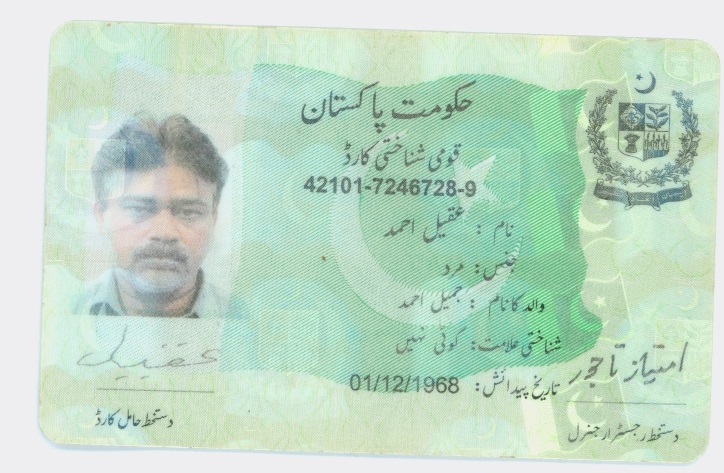 حکومت پاکستان
قومی شناختی کارڈ
42101-7246728-9
نام : عقیل احمد
جنس: مرد
والد کا نام : جمیل احمد
شناختی علامت: کوئی نہیں
تاریخ پیدائش: 01/12/1968
عقیل
امتیاز تاجر
دستخط حامل کارڈ
دستخط رجسٹرار جنرل